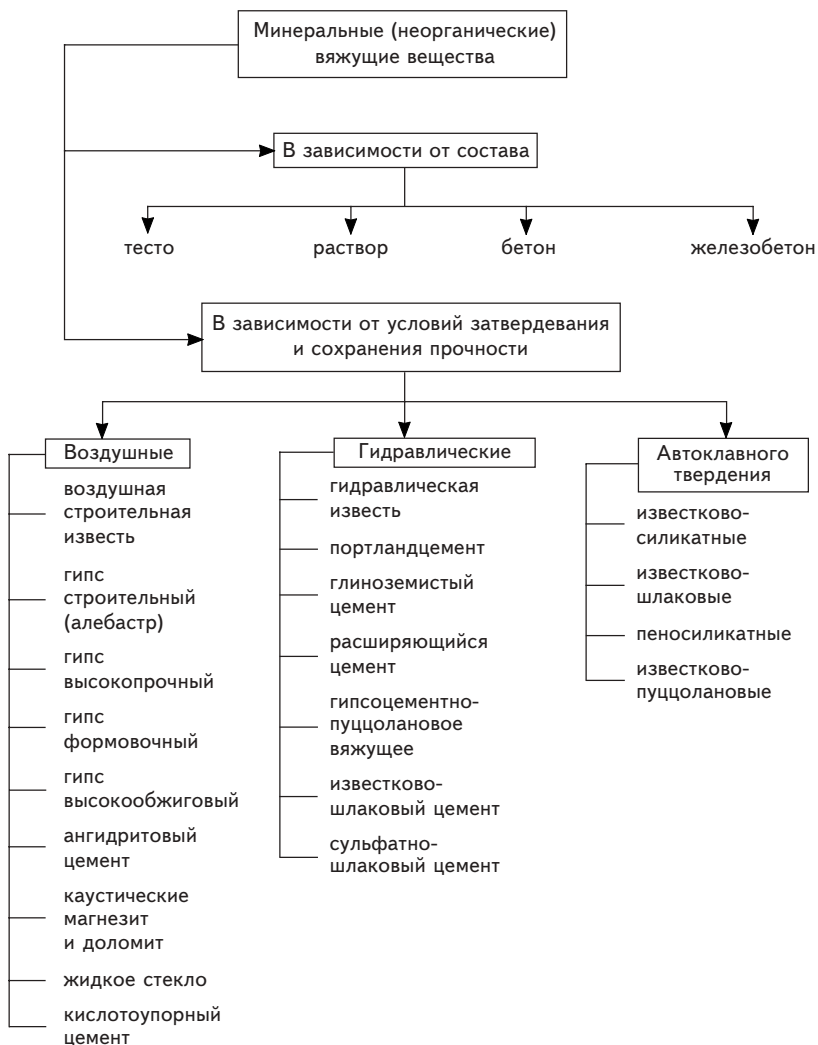 Минеральные (неорганические)
вяжущие вещества
В зависимости от состава
тесто
раствор
бетон
железобетон
В зависимости от условий затвердевания
и сохранения прочности
Воздушные
воздушная
строительная
известь
гипс
строительный
(алебастр)
гипс
высокопрочный
гипс
формовочный
гипс
высокообжиговый
ангидритовый
цемент
каустические
магнезит
и доломит
жидкое стекло
кислотоупорный
цемент
Гидравлические
гидравлическая
известь
портландцемент
глиноземистый
цемент
расширяющийся
цемент
гипсоцементно-
пуццолановое
вяжущее
известково-
шлаковый цемент
сульфатно-
шлаковый цемент
Автоклавного
твердения
известково-
силикатные
известково-
шлаковые
пеносиликатные
известково-
пуццолановые